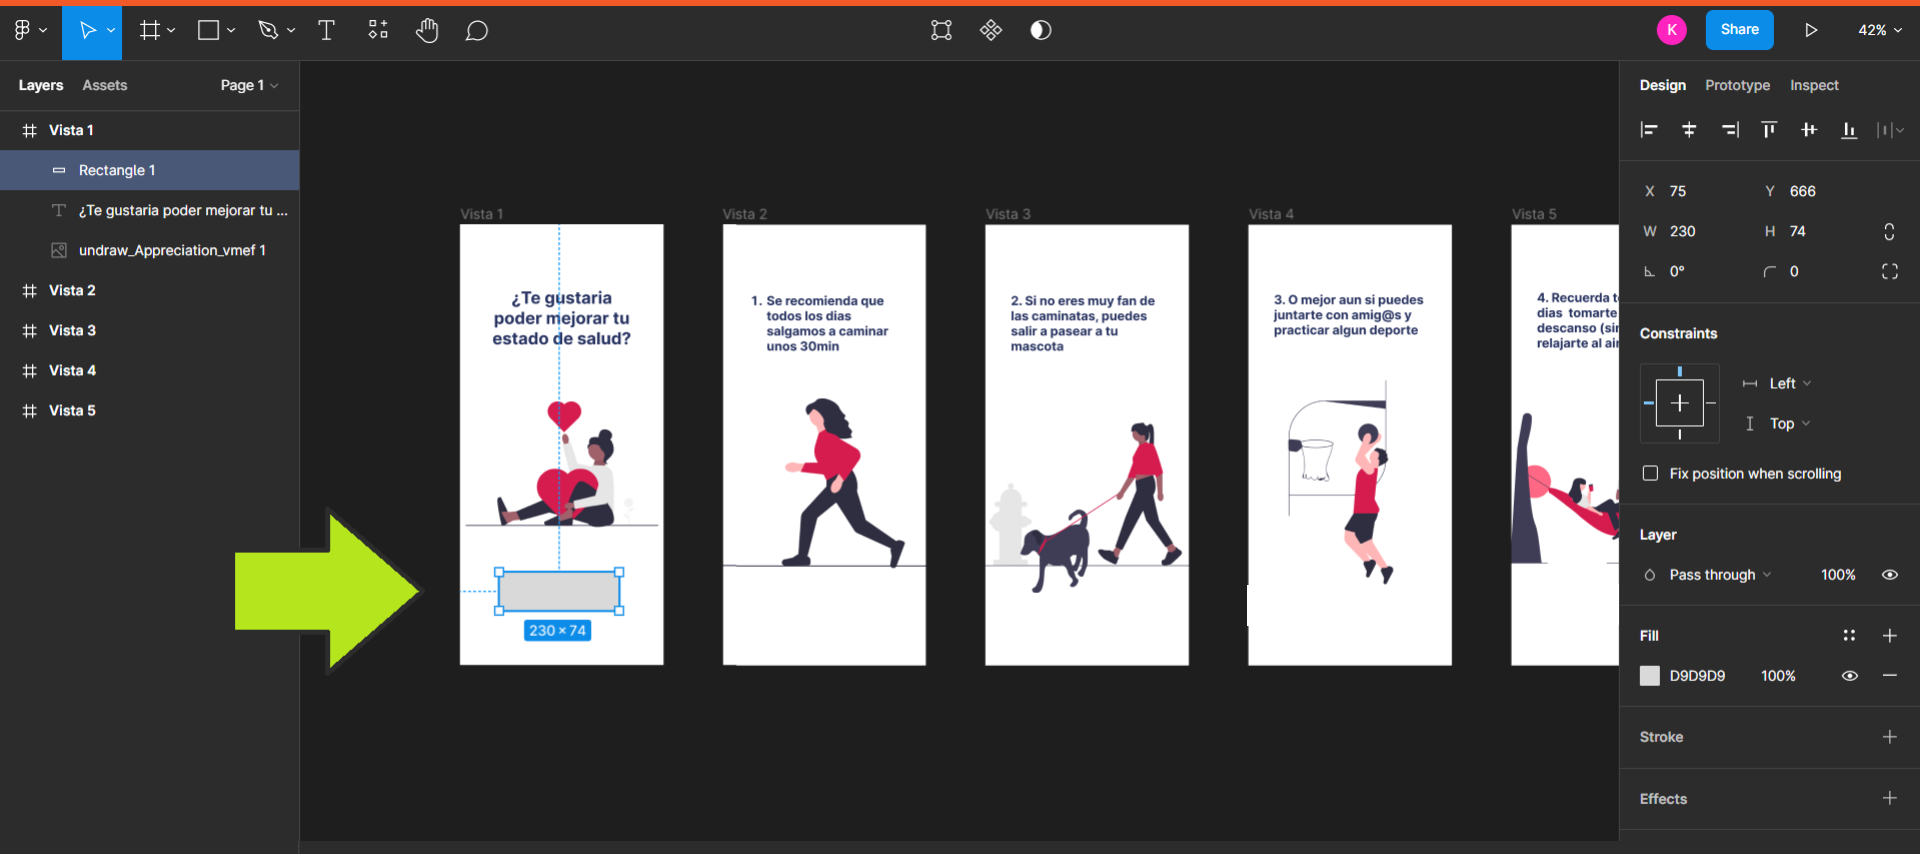 K
Share
42%
Layers
Assets
Page 1
Vista 1
Rectangle 1
¿Te gustaria poder mejorar tu ...
undraw_Appreciation_vmef 1
Vista 2
Vista 3
Vista 4
Vista 5
Vista 1
¿Te gustaria
poder mejorar tu
estado de salud?
230 × 74
Vista 2
1. Se recomienda que
todos los dias
salgamos a caminar
unos 30min
Vista 3
2. Si no eres muy fan de
las caminatas, puedes
salir a pasear a tu
mascota
Vista 4
3. O mejor aun si puedes
juntarte con amig@s y
practicar algun deporte
Vista 5
4. Recuerda t
dias tomarte
descanso (sin
relajarte al air
Design
Prototype
Inspect
X 75
Y 666
W 230
H 74
0°
0
Constraints
Left
Top
Fix position when scrolling
Layer
Pass through
100%
Fill
D9D9D9
100%
Stroke
Effects